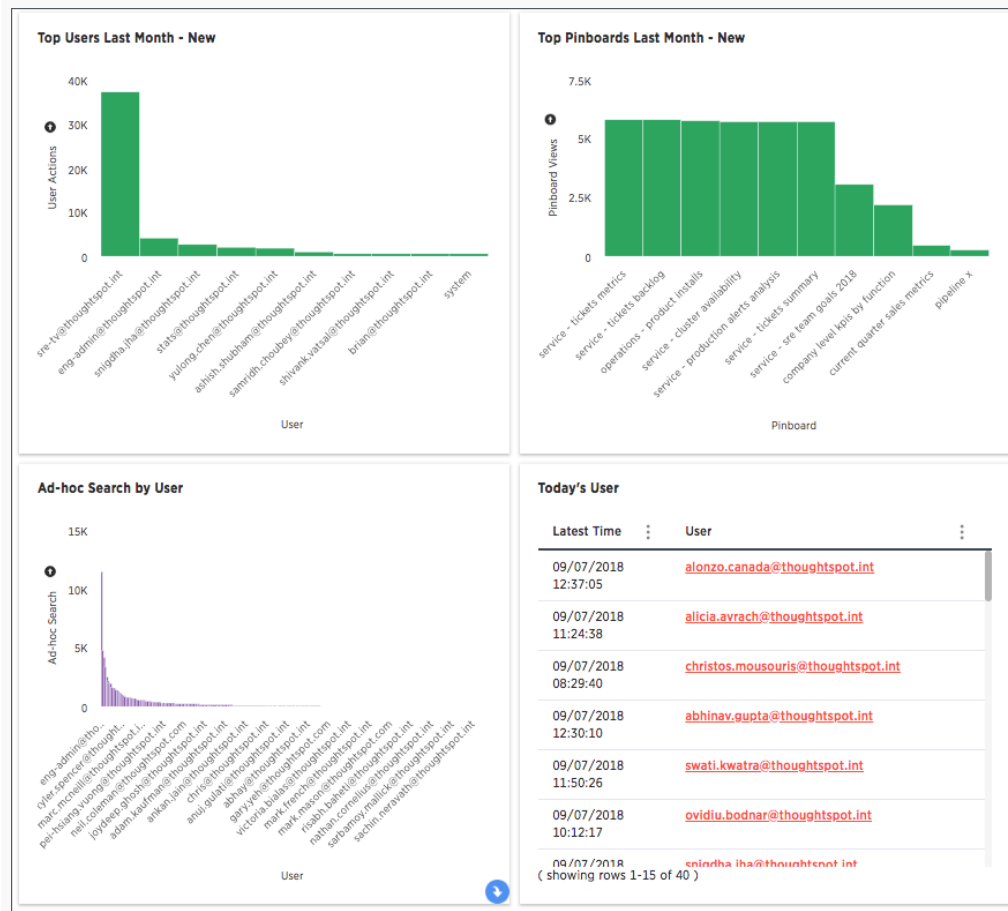 Top Users Last Month - New
40K
30K
20K
10K
0
User Actions
sre-tv@thoughtspot.int
eng-admin@thoughtspot.int
snigdha.jha@thoughtspot.int
stats@thoughtspot.int
yulong.chen@thoughtspot.int
ashish.shubham@thoughtspot.int
samridh.choubey@thoughtspot.int
shivank.vatsal@thoughtspot.int
brian@thoughtspot.int
system
User
Top Pinboards Last Month - New
7.5K
5K
2.5K
0
Pinboard Views
service - tickets metrics
service - tickets backlog
operations - product installs
service - cluster availability
service - production alerts analysis
service - tickets summary
service - sre team goals 2018
company level kpis by function
current quarter sales metrics
pipeline x
Pinboard
Ad-hoc Search by User
15K
10K
5K
0
Ad-hoc Search
eng-admin@tho..
cyler.spencer@thought..
marc.mcneill@thoughtspot.i..
pei-hsiang.vuong@thoughtspot.int
neil.coleman@thoughtspot.com
joydeep.ghosh@thoughtspot.int
adam.kaufman@thoughtspot.int
ankan.jain@thoughtspot.int
chris@thoughtspot.int
anuj.gulati@thoughtspot.int
abhay@thoughtspot.int
gary.yeh@thoughtspot.com
victoria.bialas@thoughtspot.int
mark.french@thoughtspot.int
mark.mason@thoughtspot.com
risabh.baheti@thoughtspot.int
nathan.cornelius@thoughtspot.int
sarbamoy.mallick@thoughtspot.int
sachin.neravath@thoughtspot.int
User
Today's User
Latest Time User
09/07/2018 alonzo.canada@thoughtspot.int
12:37:05
09/07/2018 alicia.avrach@thoughtspot.int
11:24:38
09/07/2018 christos.mousouris@thoughtspot.int
08:29:40
09/07/2018 abhinav.gupta@thoughtspot.int
12:30:10
09/07/2018 swati.kwatra@thoughtspot.int
11:50:26
09/07/2018 ovidiu.bodnar@thoughtspot.int
10:12:17
09/07/2018 snigdha.jha@thoughtspot.int
( showing rows 1-15 of 40 )